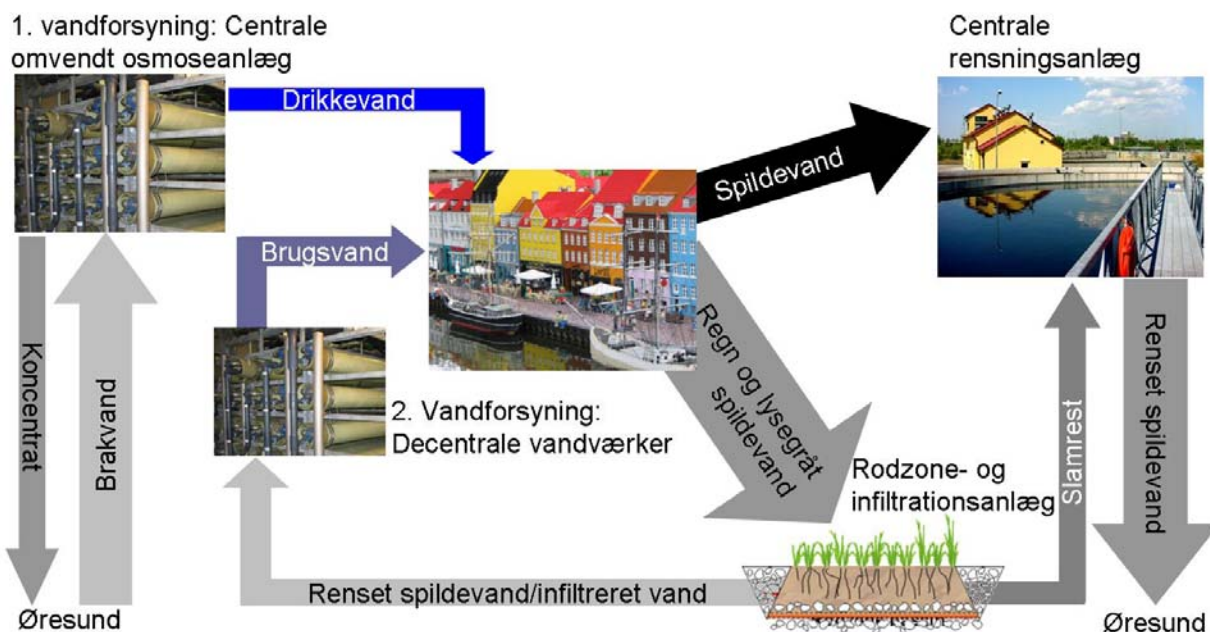 1. vandforsyning: Centrale
omvendt osmoseanlæg
Centrale
rensningsanlæg
Drikkevand
Spildevand
Brugsvand
Koncentrat
Brakvand
2. Vandforsyning:
Decentrale vandværker
Regn og lysegråt
spildevand
Rodzone- og
infiltrationsanlæg
Slamrest
Renset spildevand
Renset spildevand/infiltreret vand
Øresund
Øresund